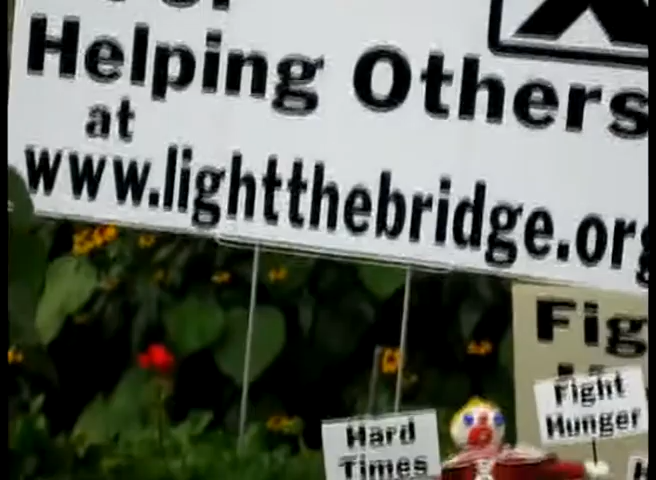 Helping Others
at
www.lightthebridge.org
Fig
Fight
Hunger
Hard
Times